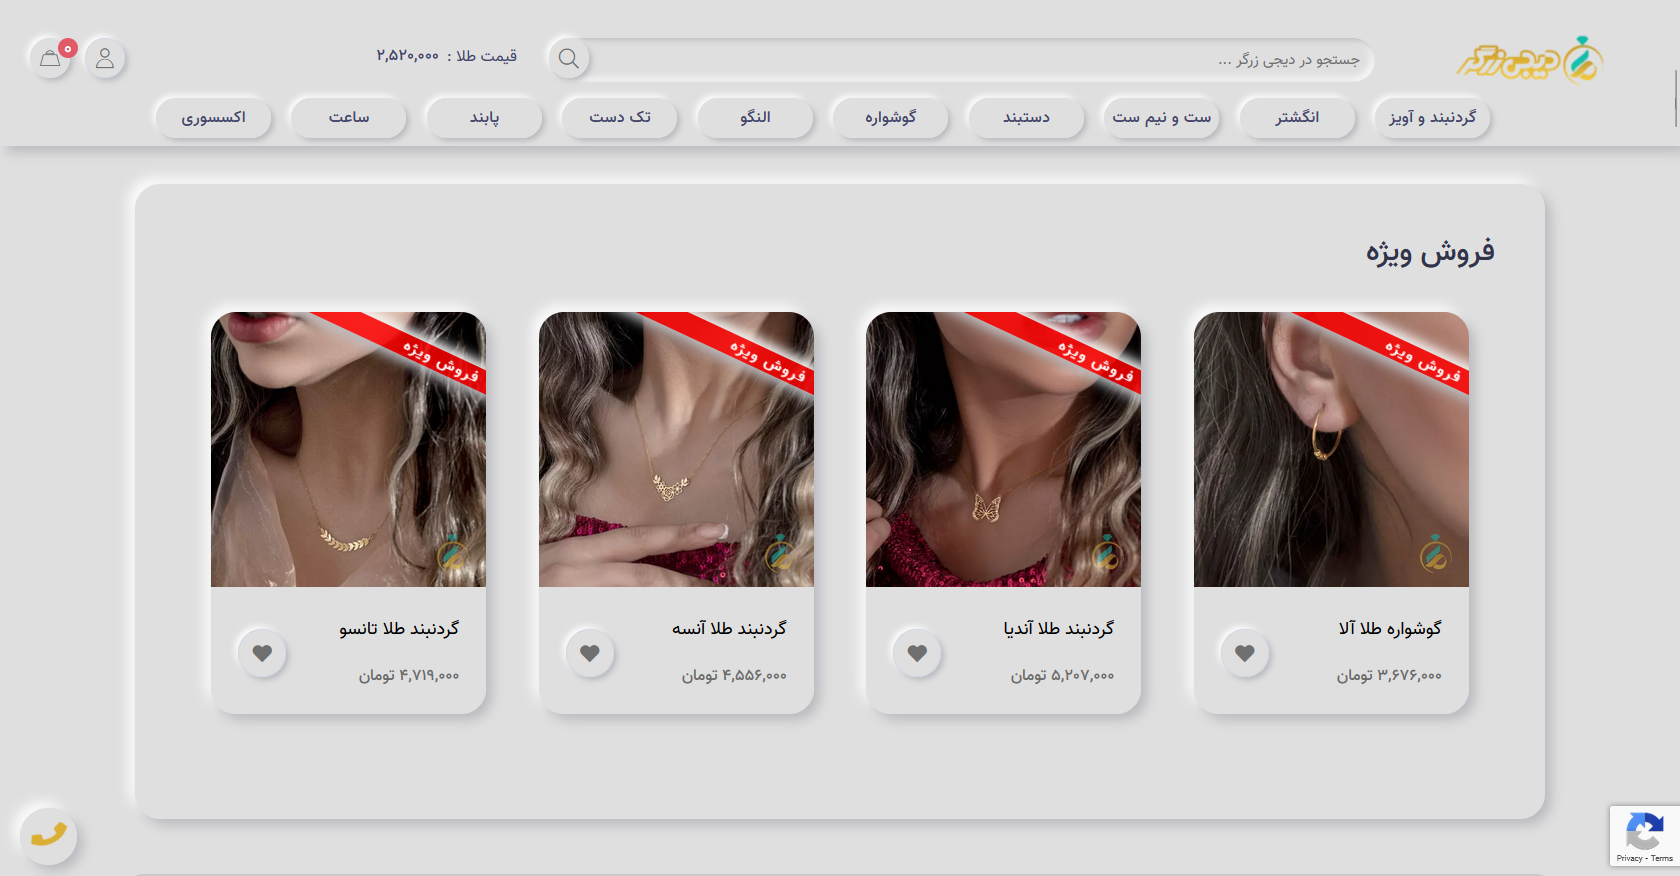 دیجی زرگر
جستجو در دیجی زرگر ...
قیمت طلا : ۲,۵۲۰,۰۰۰
۰
گردنبند و آویز
انگشتر
ست و نیم ست
دستبند
گوشواره
النگو
تک دست
پابند
ساعت
اکسسوری
فروش ویژه
فروش ویژه
فروش ویژه
فروش ویژه
فروش ویژه
گوشواره طلا آلا
۳,۶۷۶,۰۰۰ تومان
گردنبند طلا آندیا
۵,۲۰۷,۰۰۰ تومان
گردنبند طلا آنسه
۴,۵۵۶,۰۰۰ تومان
گردنبند طلا تانسو
۴,۷۱۹,۰۰۰ تومان
Privacy - Terms